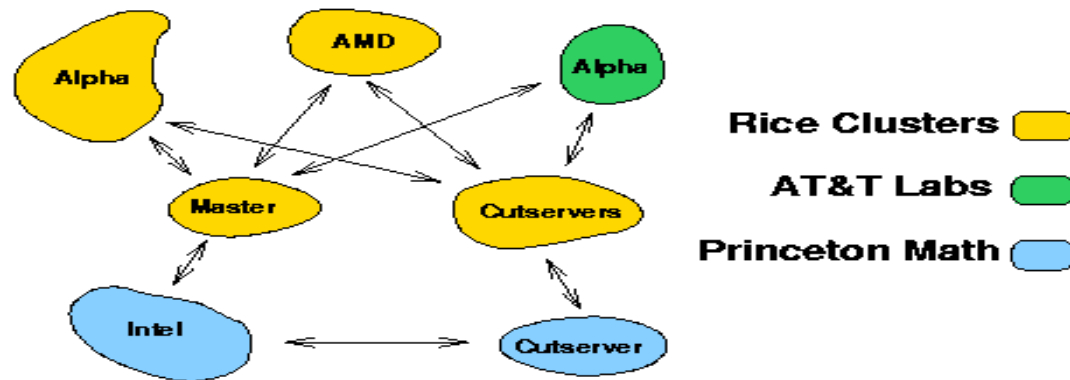 AMD
Alpha
Alpha
Rice Clusters
AT&T Labs
Master
Cutservers
Princeton Math
Intel
Cutserver